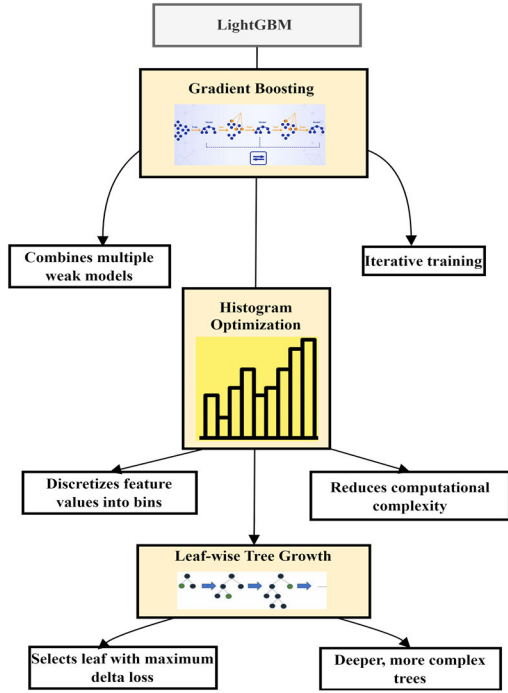 LightGBM
Gradient Boosting
Combines multiple
weak models
Iterative training
Histogram
Optimization
Discretizes feature
values into bins
Reduces computational
complexity
Leaf-wise Tree Growth
Selects leaf with maximum
delta loss
Deeper, more complex
trees